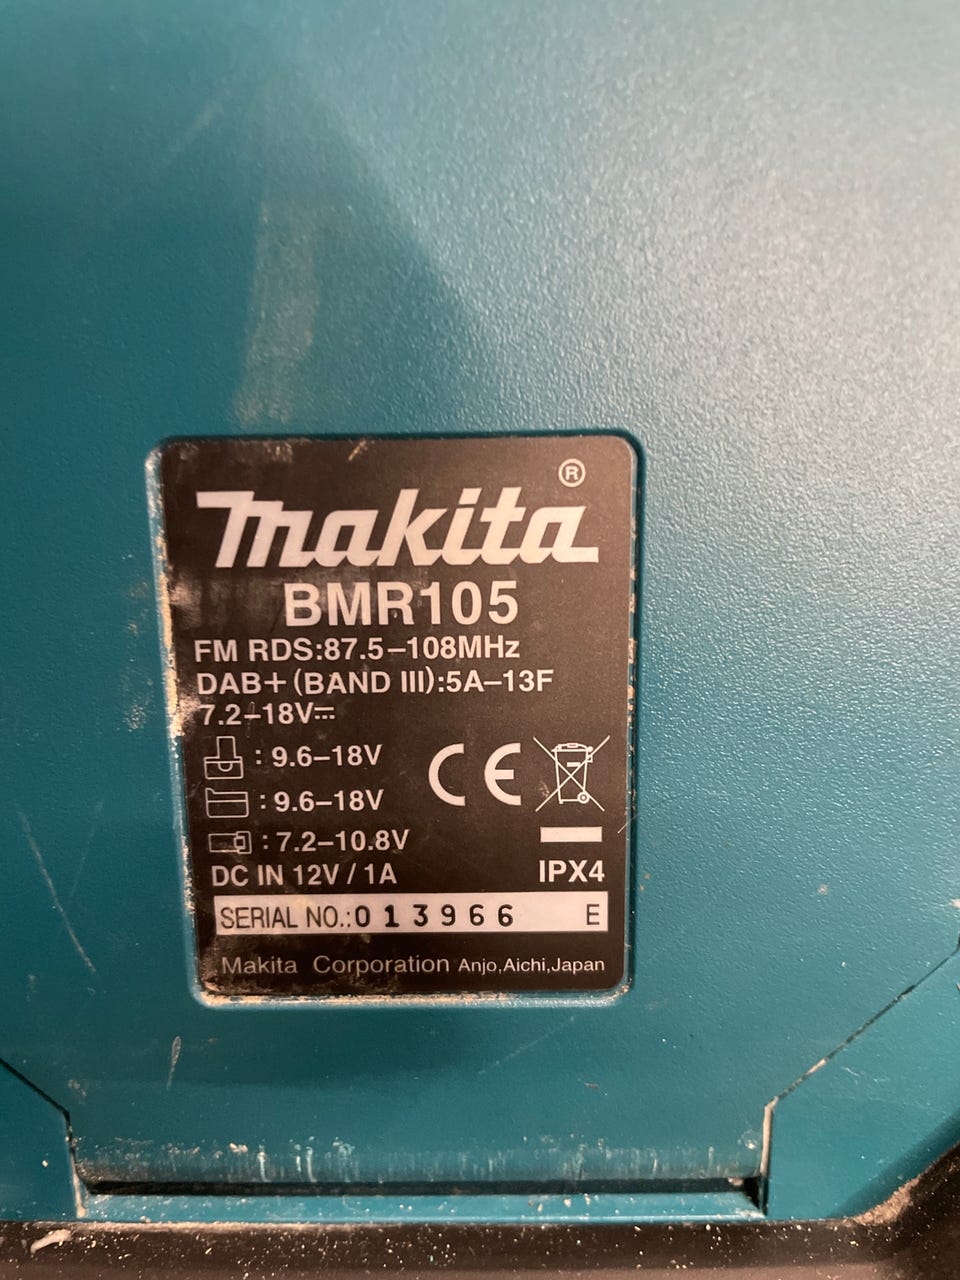 makita®
BMR105
FM RDS:87.5–108MHz
DAB+(BAND III):5A–13F
7.2–18V⎓
: 9.6–18V
: 9.6–18V
: 7.2–10.8V
CE
DC IN 12V / 1A
IPX4
SERIAL NO.:013966 E
Makita Corporation Anjo,Aichi,Japan